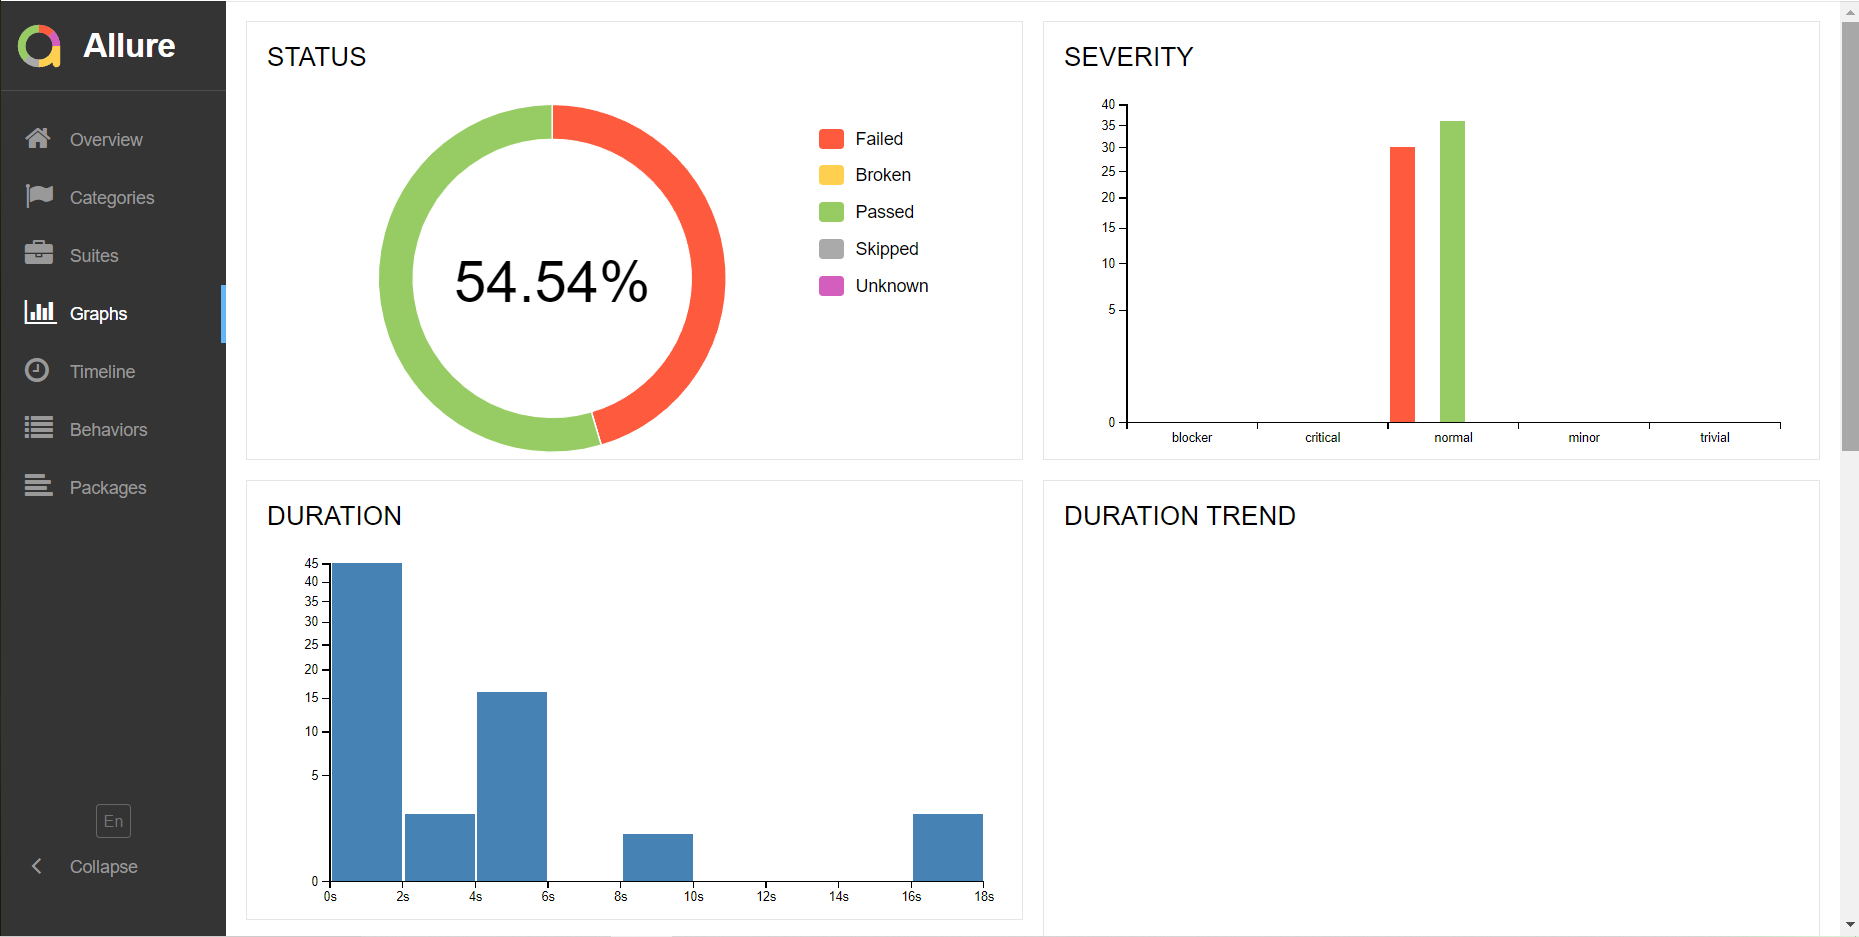 Allure
Overview
Categories
Suites
Graphs
Timeline
Behaviors
Packages
En
Collapse
STATUS
54.54%
Failed
Broken
Passed
Skipped
Unknown
SEVERITY
40
35
30
25
20
15
10
5
0
blocker critical normal minor trivial
DURATION
45
40
35
30
25
20
15
10
5
0
0s 2s 4s 6s 8s 10s 12s 14s 16s 18s
DURATION TREND